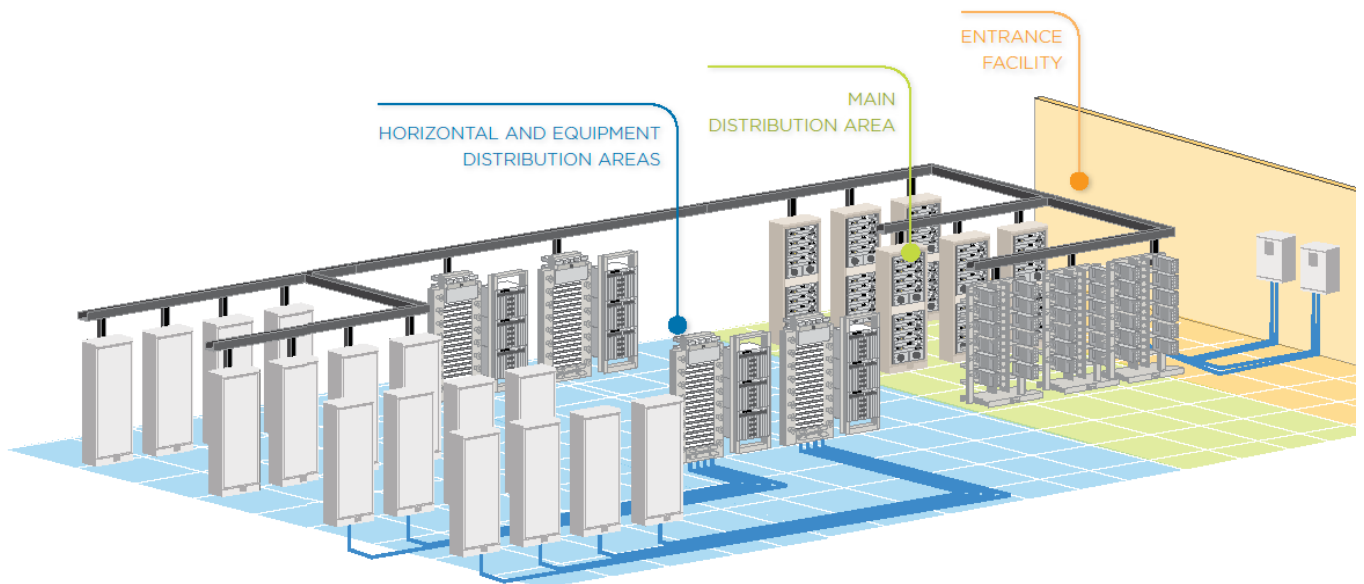 ENTRANCE
FACILITY
MAIN
DISTRIBUTION AREA
HORIZONTAL AND EQUIPMENT
DISTRIBUTION AREAS